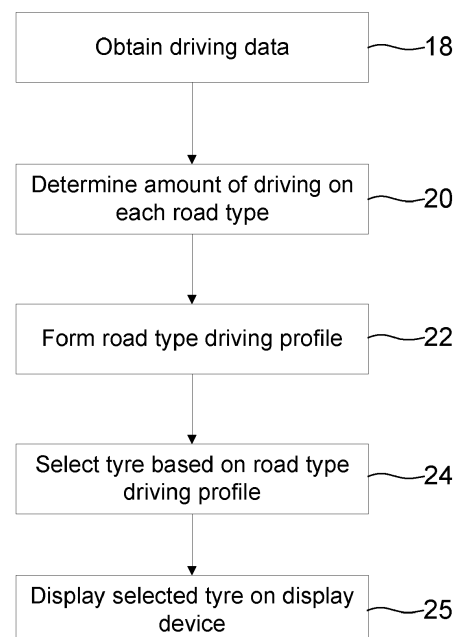 Obtain driving data
18
Determine amount of driving on
each road type
20
Form road type driving profile
22
Select tyre based on road type
driving profile
24
Display selected tyre on display
device
25